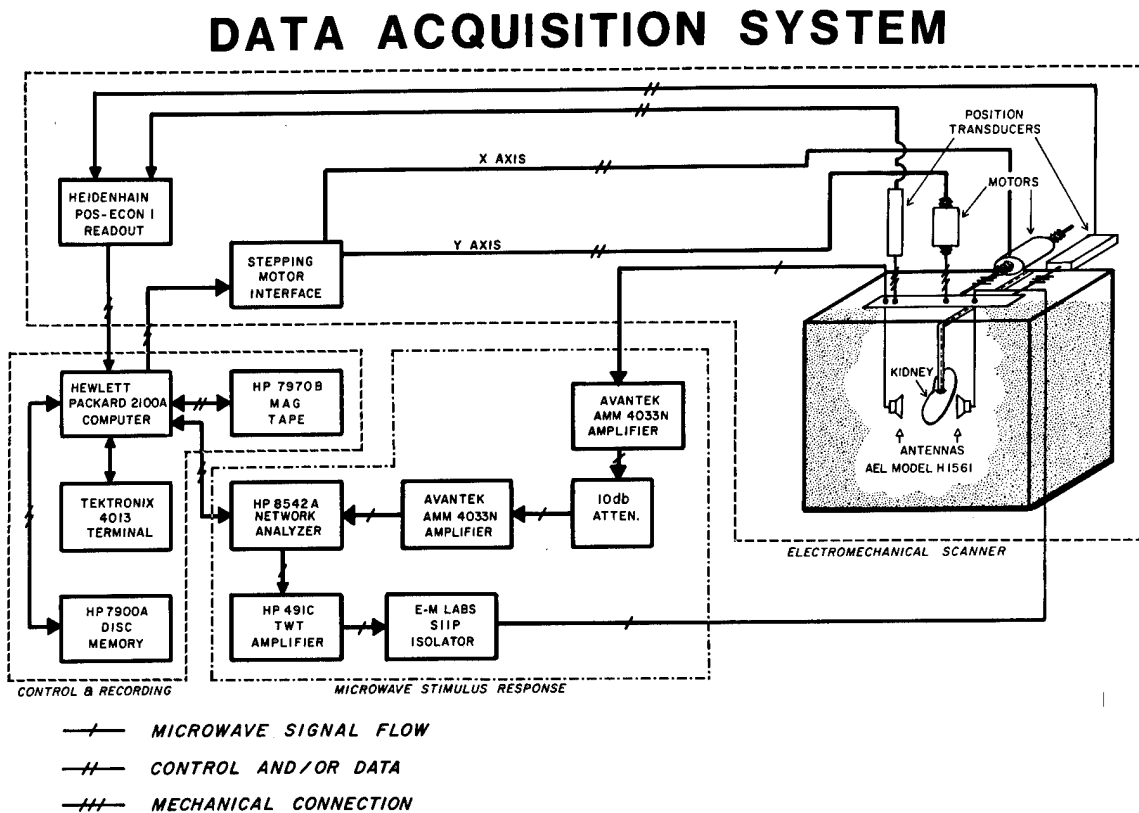 DATA ACQUISITION SYSTEM
POSITION
TRANSDUCERS
X AXIS
MOTORS
HEIDENHAIN
POS-ECON I
READOUT
Y AXIS
STEPPING
MOTOR
INTERFACE
HEWLETT
PACKARD 2100A
COMPUTER
HP 7970B
MAG
TAPE
AVANTEK
AMM 4033N
AMPLIFIER
KIDNEY
ANTENNAS
AEL MODEL H1561
TEKTRONIX
4013
TERMINAL
HP 8542A
NETWORK
ANALYZER
AVANTEK
AMM 4033N
AMPLIFIER
10db
ATTEN.
ELECTROMECHANICAL SCANNER
HP 7900A
DISC
MEMORY
HP 491C
TWT
AMPLIFIER
E-M LABS
S11P
ISOLATOR
CONTROL & RECORDING
MICROWAVE STIMULUS RESPONSE
MICROWAVE SIGNAL FLOW
CONTROL AND/OR DATA
MECHANICAL CONNECTION